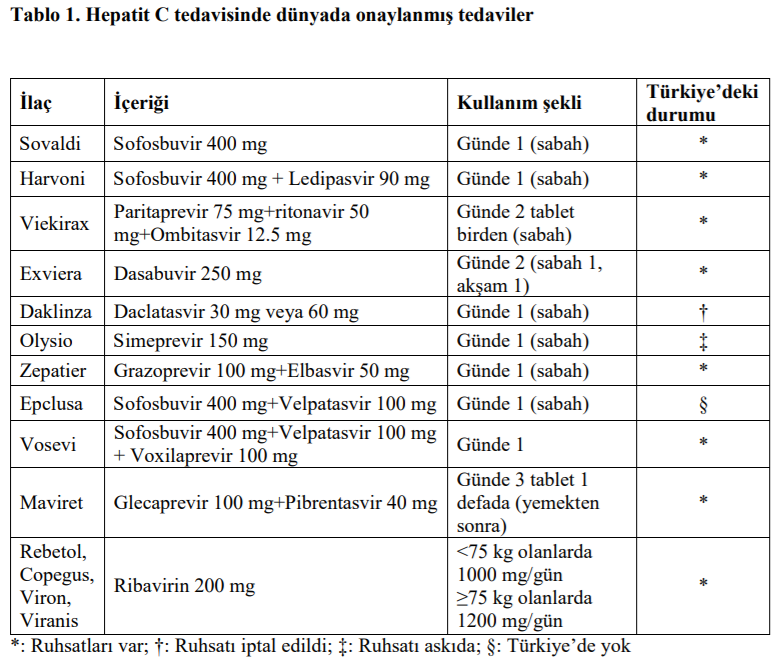 Tablo 1. Hepatit C tedavisinde dünyada onaylanmış tedaviler
İlaç
İçeriği
Kullanım şekli
Türkiye’deki
durumu
Sovaldi
Sofosbuvir 400 mg
Günde 1 (sabah)
*
Harvoni
Sofosbuvir 400 mg + Ledipasvir 90 mg
Günde 1 (sabah)
*
Viekirax
Paritaprevir 75 mg+ritonavir 50
mg+Ombitasvir 12.5 mg
Günde 2 tablet
birden (sabah)
*
Exviera
Dasabuvir 250 mg
Günde 2 (sabah 1,
akşam 1)
*
Daklinza
Daclatasvir 30 mg veya 60 mg
Günde 1 (sabah)
†
Olysio
Simeprevir 150 mg
Günde 1 (sabah)
‡
Zepatier
Grazoprevir 100 mg+Elbasvir 50 mg
Günde 1 (sabah)
*
Epclusa
Sofosbuvir 400 mg+Velpatasvir 100 mg
Günde 1 (sabah)
§
Vosevi
Sofosbuvir 400 mg+Velpatasvir 100 mg
+ Voxilaprevir 100 mg
Günde 1
*
Maviret
Glecaprevir 100 mg+Pibrentasvir 40 mg
Günde 3 tablet 1
defada (yemekten
sonra)
*
Rebetol,
Copegus,
Viron,
Viranis
Ribavirin 200 mg
<75 kg olanlarda
1000 mg/gün
≥75 kg olanlarda
1200 mg/gün
*
*: Ruhsatları var; †: Ruhsatı iptal edildi; ‡: Ruhsatı askıda; §: Türkiye’de yok